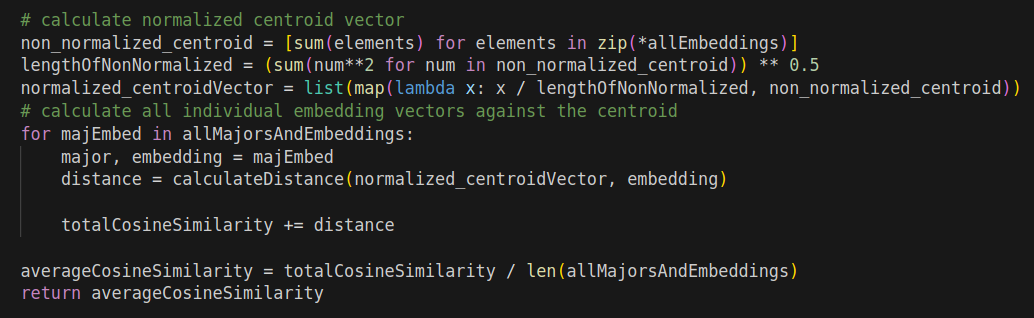 # calculate normalized centroid vector
non_normalized_centroid = [sum(elements) for elements in zip(*allEmbeddings)]
lengthOfNonNormalized = (sum(num**2 for num in non_normalized_centroid)) ** 0.5
normalized_centroidVector = list(map(lambda x: x / lengthOfNonNormalized, non_normalized_centroid))
# calculate all individual embedding vectors against the centroid
for majEmbed in allMajorsAndEmbeddings:
    major, embedding = majEmbed
    distance = calculateDistance(normalized_centroidVector, embedding)
    totalCosineSimilarity += distance
averageCosineSimilarity = totalCosineSimilarity / len(allMajorsAndEmbeddings)
return averageCosineSimilarity